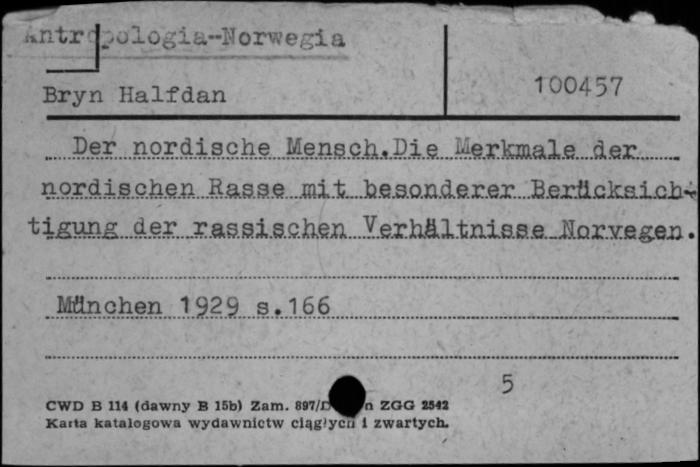 Antropologia--Norwegia
Bryn Halfdan
100457
Der nordische Mensch.Die Merkmale der
nordischen Rasse mit besonderer Berücksich-
tigung der rassischen Verhältnisse Norvegen.
München 1929 s.166
5
CWD B 114 (dawny B 15b) Zam. 897/D n ZGG 2542
Karta katalogowa wydawnictw ciągłych i zwartych.